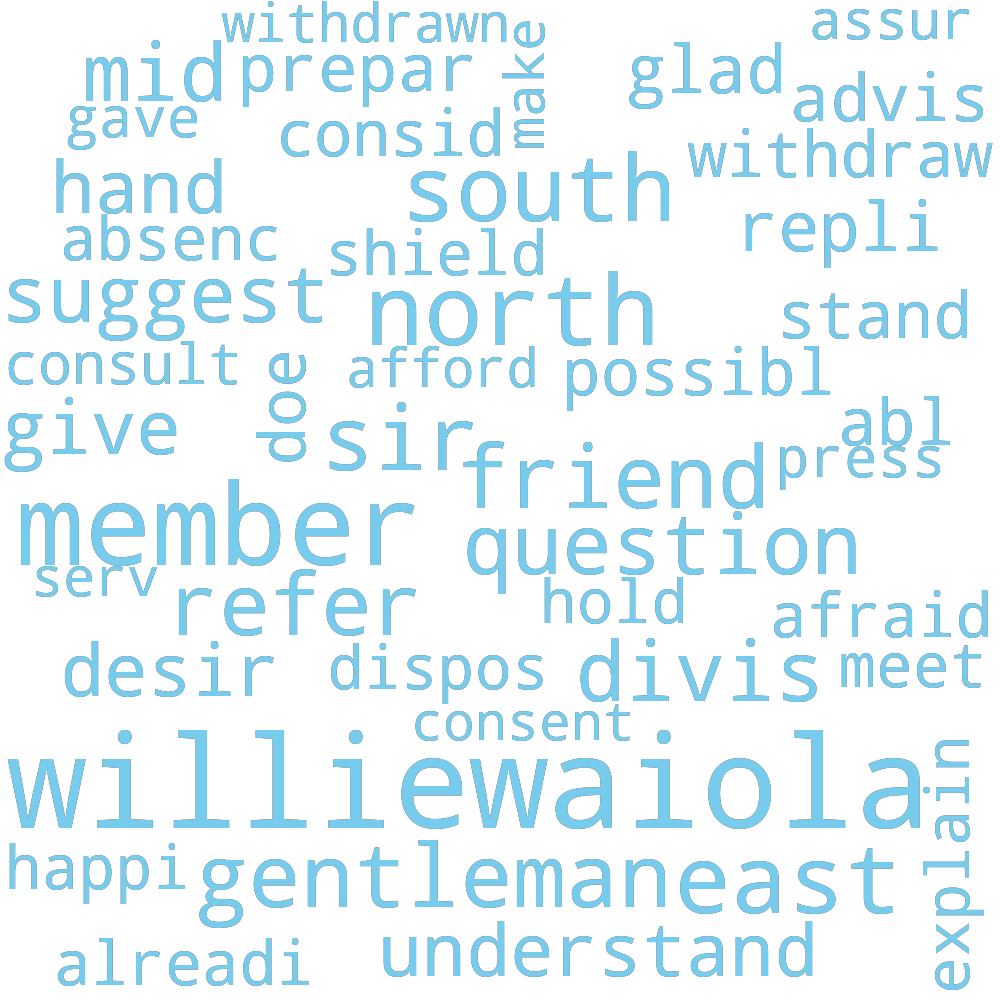 withdrawn
assur
mid
prepar
make
glad
advis
gave
consid
withdraw
hand
south
repli
absenc
shield
suggest
north
stand
consult
doe
afford
possibl
give
sir
abl
friend
press
member
question
serv
refer
hold
afraid
desir
dispos
divis
meet
consent
williewaiola
explain
happi
gentleman
east
alreadi
understand